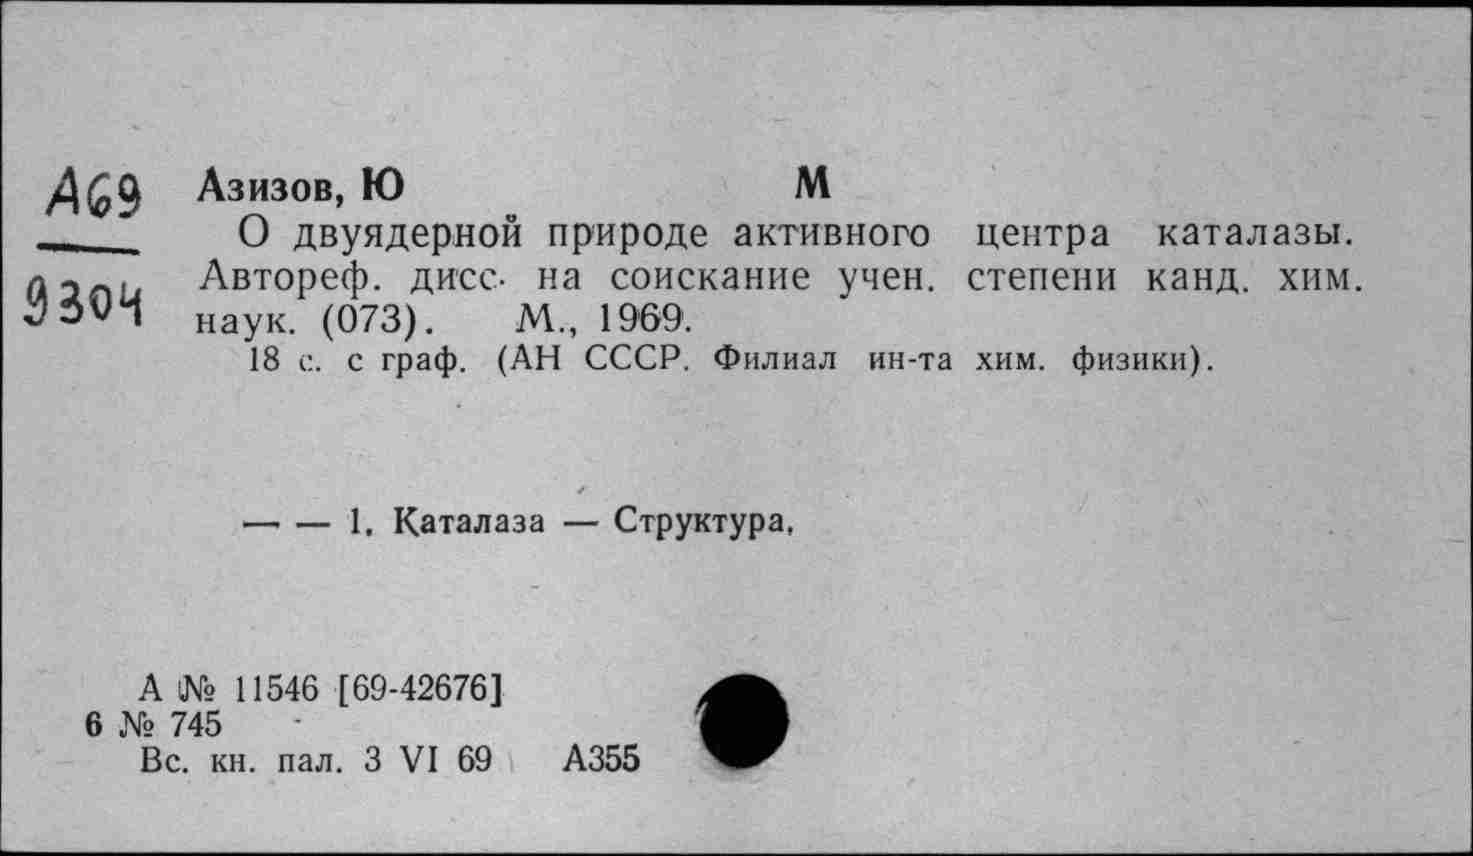 А69
9304
Азизов, Ю М
О двуядерной природе активного центра каталазы.
Автореф. дисс. на соискание учен. степени канд. хим.
наук. (073). М., 1969.
18 с. с граф. (АН СССР. Филиал ин-та хим. физики).
— — 1. Каталаза — Структура.
А № 11546 [69-42676]
6 № 745
Вс. кн. пал. 3 VI 69 А355